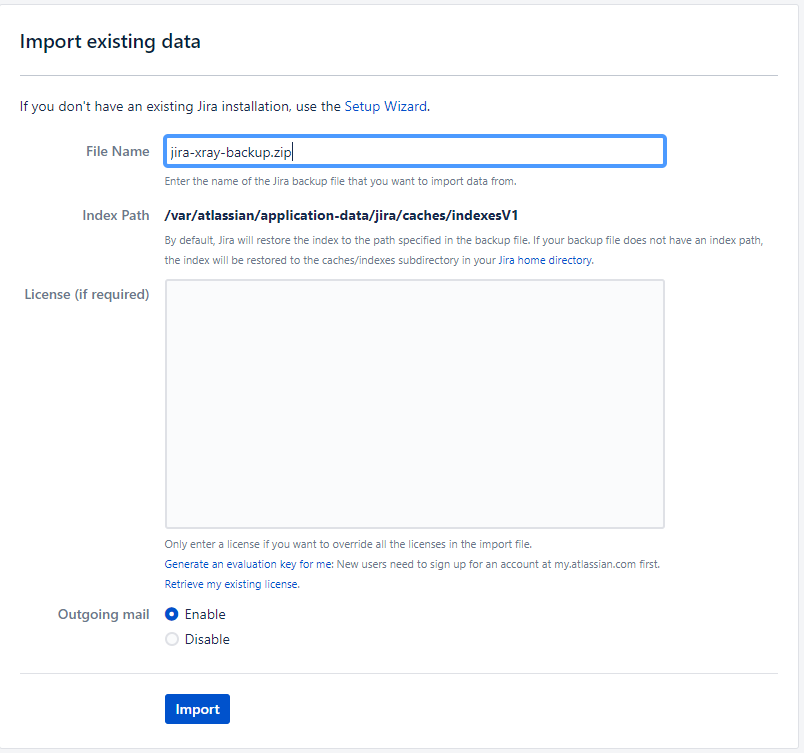 Import existing data
If you don't have an existing Jira installation, use the Setup Wizard.
File Name
jira-xray-backup.zip
Enter the name of the Jira backup file that you want to import data from.
Index Path
/var/atlassian/application-data/jira/caches/indexesV1
By default, Jira will restore the index to the path specified in the backup file. If your backup file does not have an index path,
the index will be restored to the caches/indexes subdirectory in your Jira home directory.
License (if required)
Only enter a license if you want to override all the licenses in the import file.
Generate an evaluation key for me: New users need to sign up for an account at my.atlassian.com first.
Retrieve my existing license.
Outgoing mail
Enable
Disable
Import